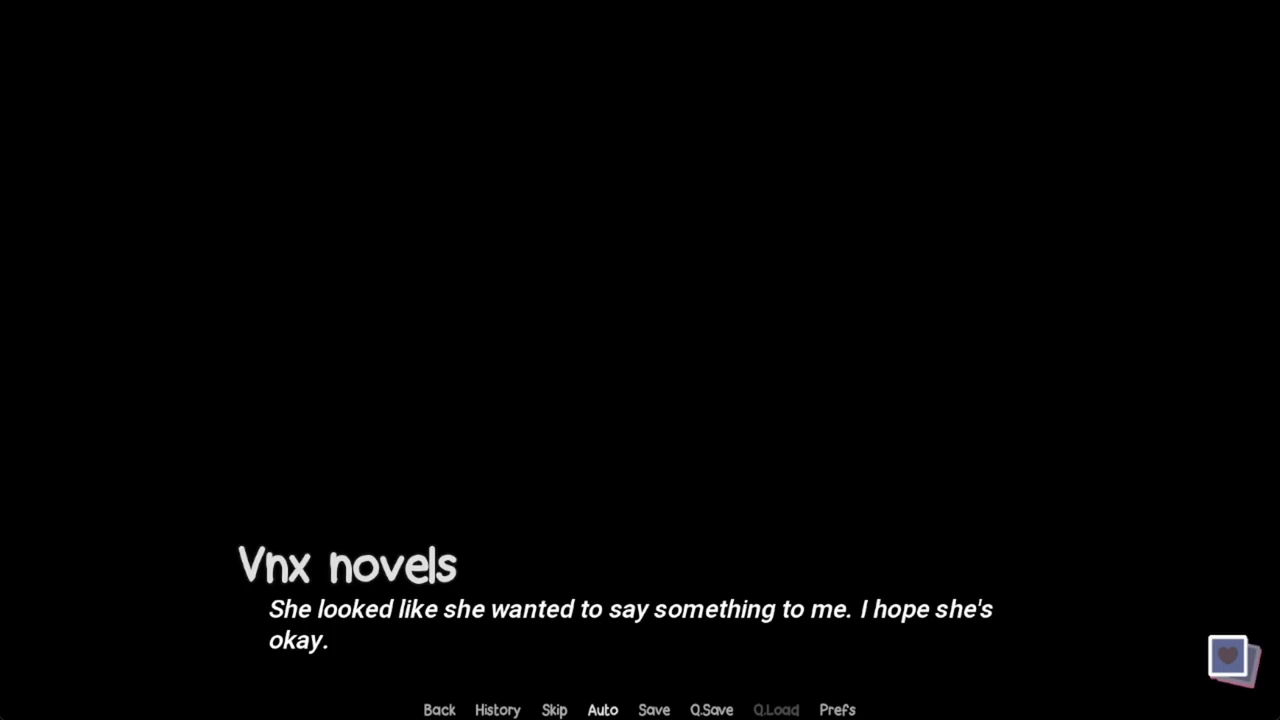 Vnx novels
She looked like she wanted to say something to me. I hope she's
okay.
Back History Skip Auto Save Q.Save Q.Load Prefs